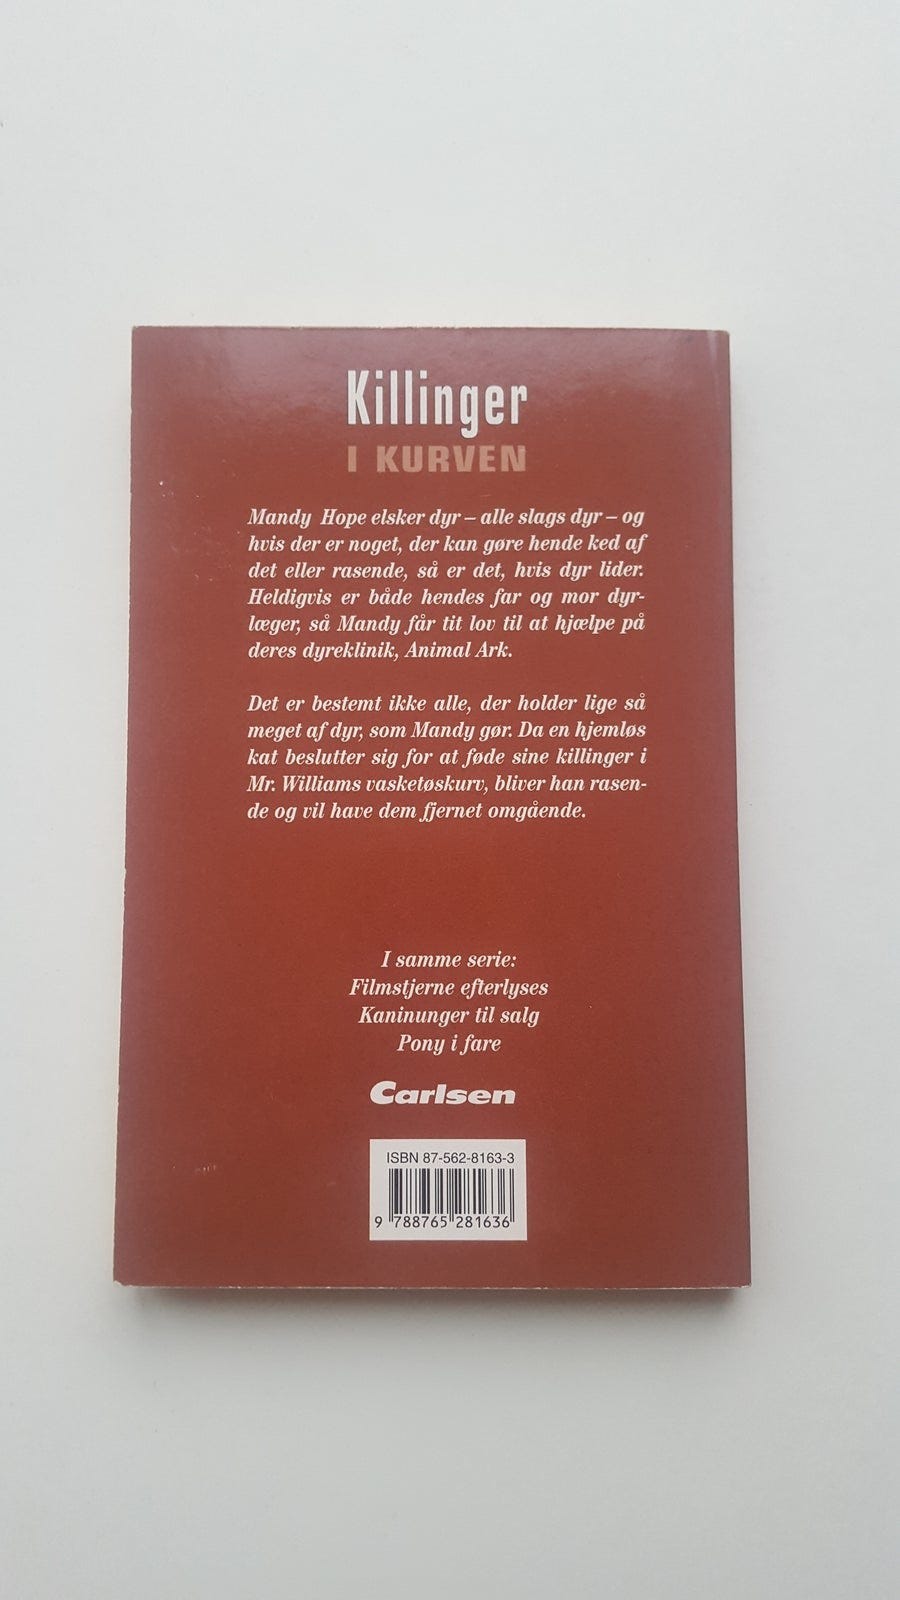 Killinger
I KURVEN
Mandy Hope elsker dyr – alle slags dyr – og
hvis der er noget, der kan gøre hende ked af
det eller rasende, så er det, hvis dyr lider.
Heldigvis er både hendes far og mor dyr-
læger, så Mandy får tit lov til at hjælpe på
deres dyreklinik, Animal Ark.
Det er bestemt ikke alle, der holder lige så
meget af dyr, som Mandy gør. Da en hjemløs
kat beslutter sig for at føde sine killinger i
Mr. Williams vasketøskurv, bliver han rasen-
de og vil have dem fjernet omgående.
I samme serie:
Filmstjerne efterlyses
Kaninunger til salg
Pony i fare
Carlsen
ISBN 87-562-8163-3
9 788765 281636